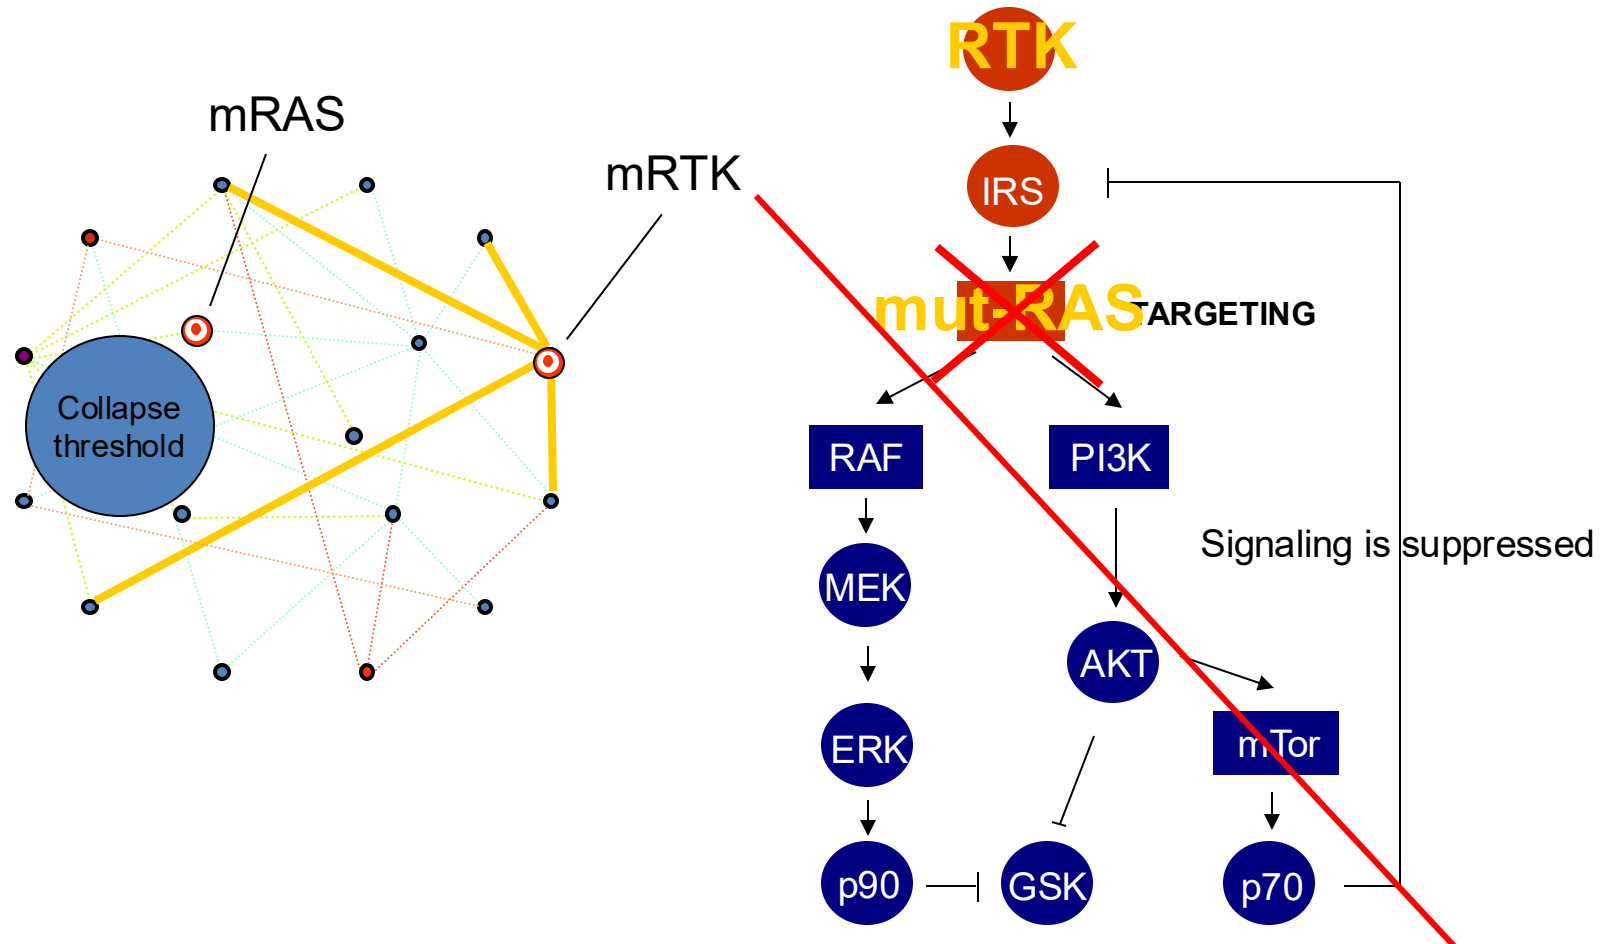 RTK
mRAS
mRTK
IRS
mut-RAS
TARGETING
Collapse
threshold
RAF
PI3K
Signaling is suppressed
MEK
AKT
ERK
mTor
p90
GSK
p70